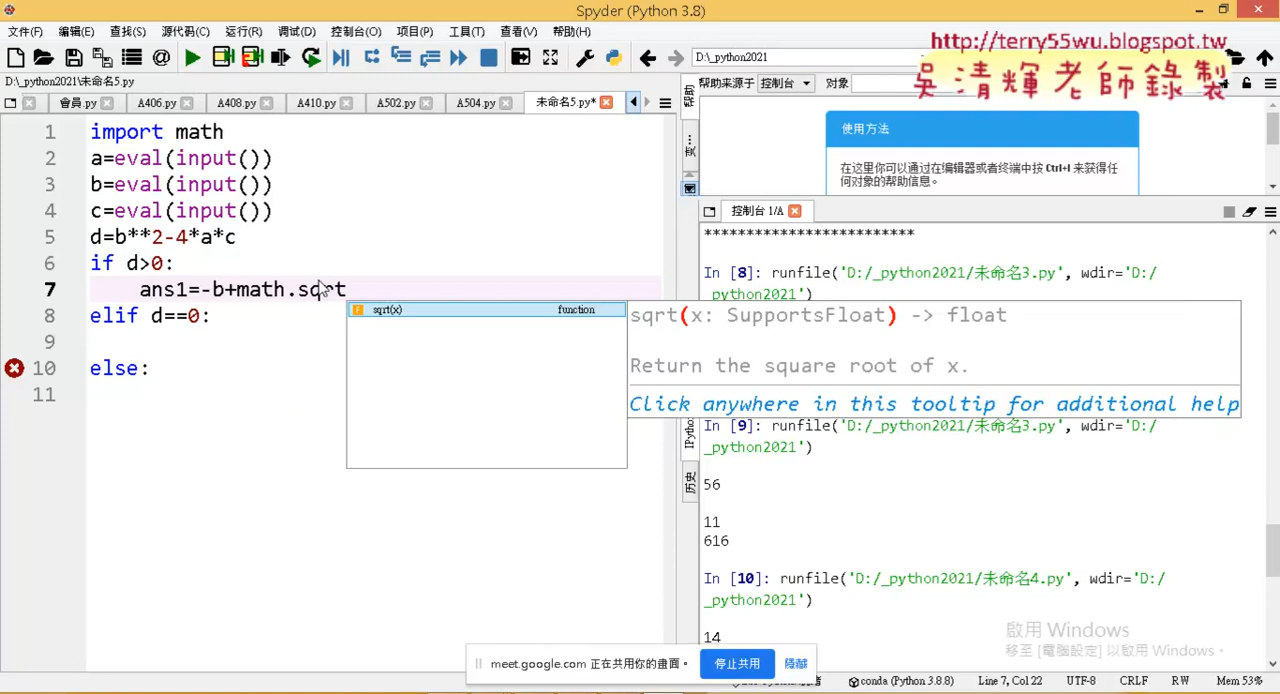 Spyder (Python 3.8)
文件(F) 编辑(E) 查找(S) 源代码(C) 运行(R) 调试(D) 控制台(O) 项目(P) 工具(T) 查看(V) 帮助(H)
D:\_python2021
http://terry55wu.blogspot.tw
吳清輝老師錄製
D:\_python2021\未命名5.py
帮助来源于 控制台 对象
會員.py A406.py A408.py A410.py A502.py A504.py 未命名5.py*
使用方法
在这里你可以通过在编辑器或者终端中按 Ctrl+I 来获得任
何对象的帮助信息。
1 import math
2 a=eval(input())
3 b=eval(input())
4 c=eval(input())
5 d=b**2-4*a*c
6 if d>0:
7 ans1=-b+math.sqrt
8 elif d==0:
9
10 else:
11
sqrt(x) function
sqrt(x: SupportsFloat) -> float
Return the square root of x.
Click anywhere in this tooltip for additional help
控制台 1/A
*************************
In [8]: runfile('D:/_python2021/未命名3.py', wdir='D:/
_python2021')
In [9]: runfile('D:/_python2021/未命名3.py', wdir='D:/
_python2021')
56
11
616
In [10]: runfile('D:/_python2021/未命名4.py', wdir='D:/
_python2021')
14
历史
啟用 Windows
移至 [電腦設定] 以啟用 Windows。
meet.google.com 正在共用你的畫面。 停止共用 隱藏
conda (Python 3.8.8) Line 7, Col 22 UTF-8 CRLF RW Mem 53%